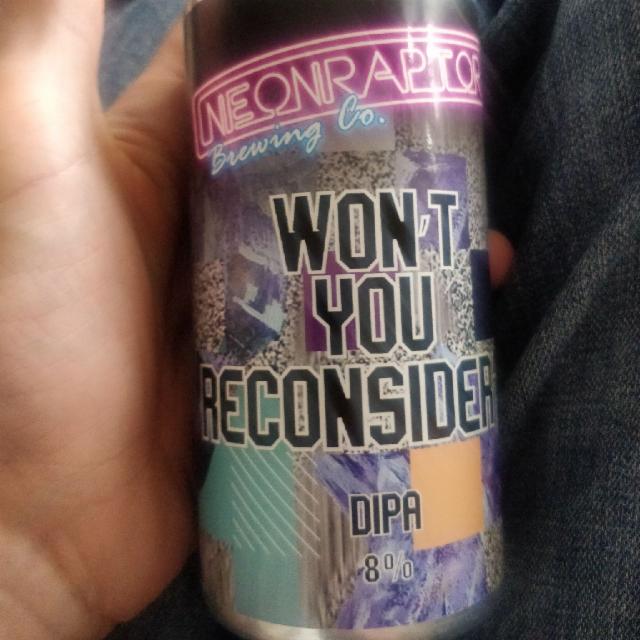 NEONRAPTOR
Brewing Co.
WON'T
YOU
RECONSIDER
DIPA
8%